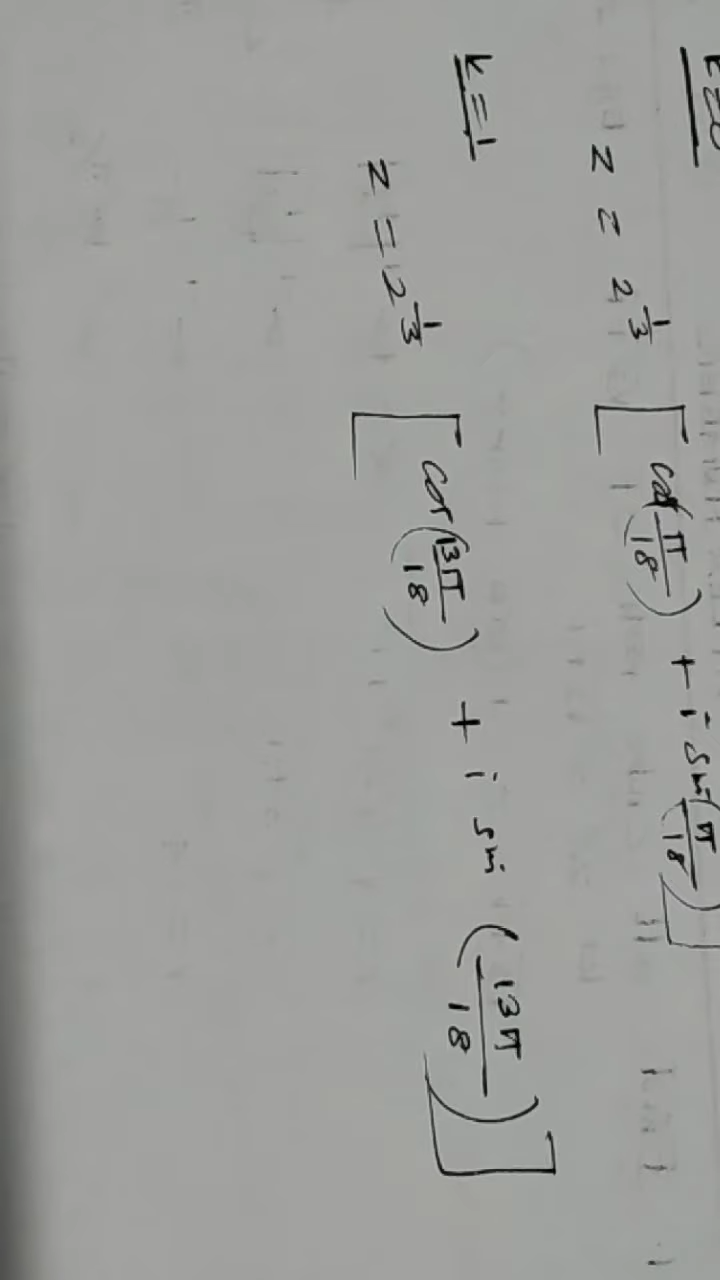 k=0
z = 2^{1/3} [cos(π/18) + i sin(π/18)]
k=1
z = 2^{1/3} [cos(13π/18) + i sin(13π/18)]